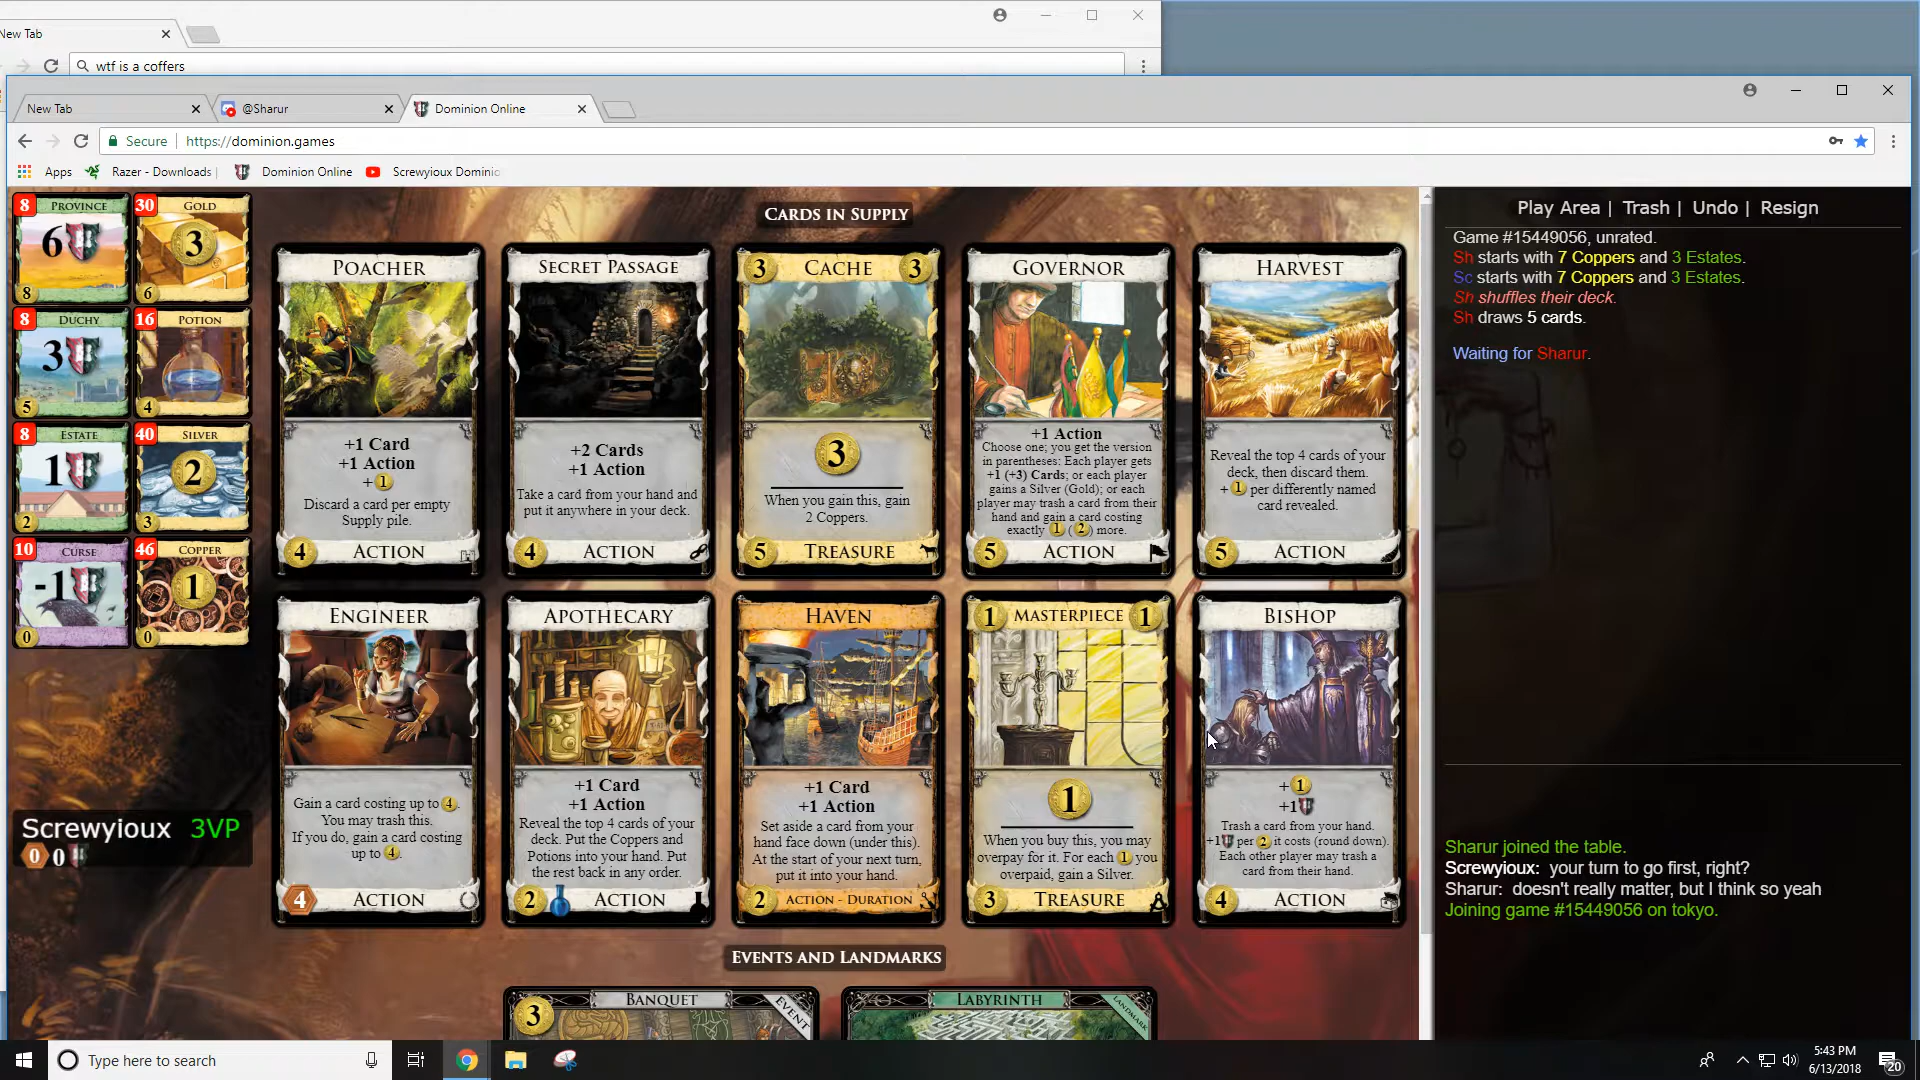 New Tab
wtf is a coffers
New Tab
@Sharur
Dominion Online
Secure
https://dominion.games
Apps
Razer - Downloads
Dominion Online
Screwyioux Dominio
CARDS IN SUPPLY
8 PROVINCE
6
8
30 GOLD
3
6
8 DUCHY
3
5
16 POTION
4
8 ESTATE
1
2
40 SILVER
2
3
10 CURSE
-1
0
46 COPPER
1
0
POACHER
+1 Card
+1 Action
+ 1
Discard a card per empty
Supply pile.
4 ACTION
SECRET PASSAGE
+2 Cards
+1 Action
Take a card from your hand and
put it anywhere in your deck.
4 ACTION
3 CACHE 3
3
When you gain this, gain
2 Coppers.
5 TREASURE
GOVERNOR
+1 Action
Choose one; you get the version
in parentheses: Each player gets
+1 (+3) Cards; or each player
gains a Silver (Gold); or each
player may trash a card from their
hand and gain a card costing
exactly 1 (2) more.
5 ACTION
HARVEST
Reveal the top 4 cards of your
deck, then discard them.
+ 1 per differently named
card revealed.
5 ACTION
ENGINEER
Gain a card costing up to 4.
You may trash this.
If you do, gain a card costing
up to 4.
4 ACTION
APOTHECARY
+1 Card
+1 Action
Reveal the top 4 cards of your
deck. Put the Coppers and
Potions into your hand. Put
the rest back in any order.
2 ACTION
HAVEN
+1 Card
+1 Action
Set aside a card from your
hand face down (under this).
At the start of your next turn,
put it into your hand.
2 ACTION - DURATION
1 MASTERPIECE 1
1
When you buy this, you may
overpay for it. For each 1 you
overpaid, gain a Silver.
3 TREASURE
BISHOP
+ 1
+1
Trash a card from your hand.
+1 per 2 it costs (round down).
Each other player may trash a
card from their hand.
4 ACTION
Screwyioux 3VP
0 0
EVENTS AND LANDMARKS
3 BANQUET EVENT
LABYRINTH LANDMARK
Play Area | Trash | Undo | Resign
Game #15449056, unrated.
Sh starts with 7 Coppers and 3 Estates.
Sc starts with 7 Coppers and 3 Estates.
Sh shuffles their deck.
Sh draws 5 cards.
Waiting for Sharur.
Sharur joined the table.
Screwyioux: your turn to go first, right?
Sharur: doesn't really matter, but I think so yeah
Joining game #15449056 on tokyo.
Type here to search
5:43 PM
6/13/2018
20